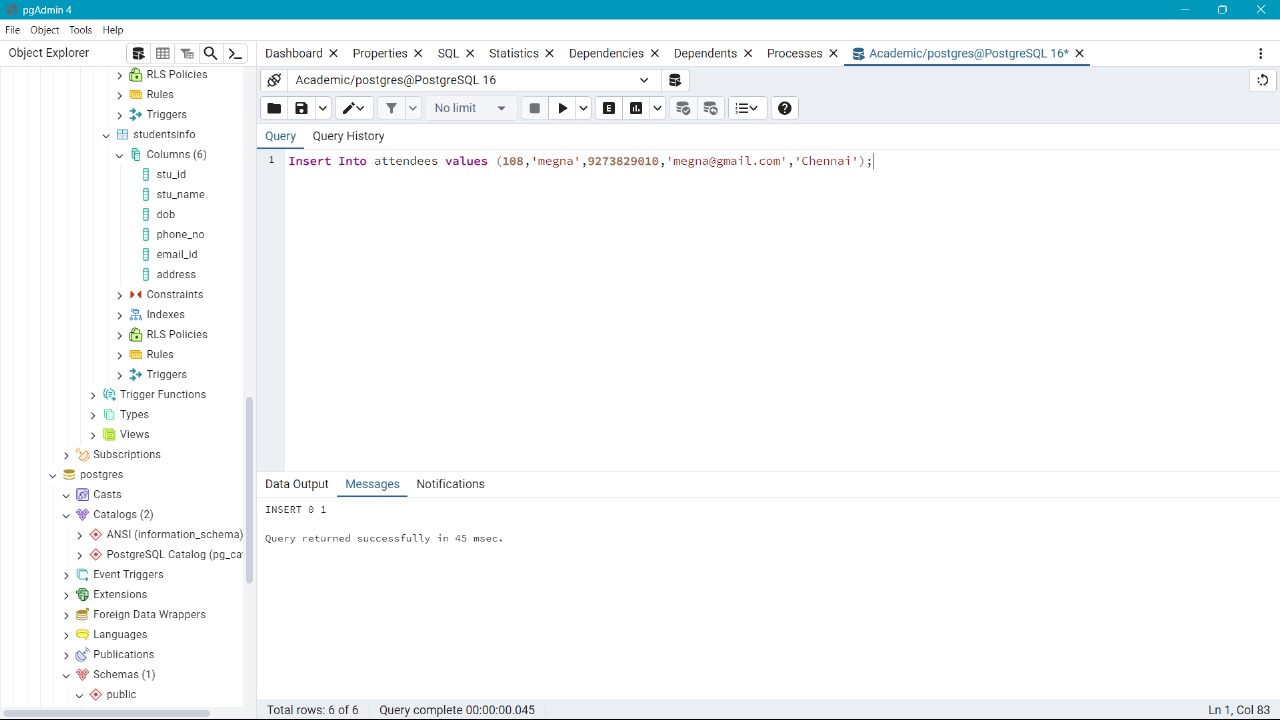 pgAdmin 4
File Object Tools Help
Object Explorer
Dashboard Properties SQL Statistics Dependencies Dependents Processes Academic/postgres@PostgreSQL 16*
RLS Policies
Rules
Triggers
studentsinfo
Columns (6)
stu_id
stu_name
dob
phone_no
email_id
address
Constraints
Indexes
RLS Policies
Rules
Triggers
Trigger Functions
Types
Views
Subscriptions
postgres
Casts
Catalogs (2)
ANSI (information_schema)
PostgreSQL Catalog (pg_ca
Event Triggers
Extensions
Foreign Data Wrappers
Languages
Publications
Schemas (1)
public
Academic/postgres@PostgreSQL 16
No limit E
Query Query History
1 Insert Into attendees values (108,'megna',9273829010,'megna@gmail.com','Chennai');
Data Output Messages Notifications
INSERT 0 1
Query returned successfully in 45 msec.
Total rows: 6 of 6 Query complete 00:00:00.045 Ln 1, Col 83